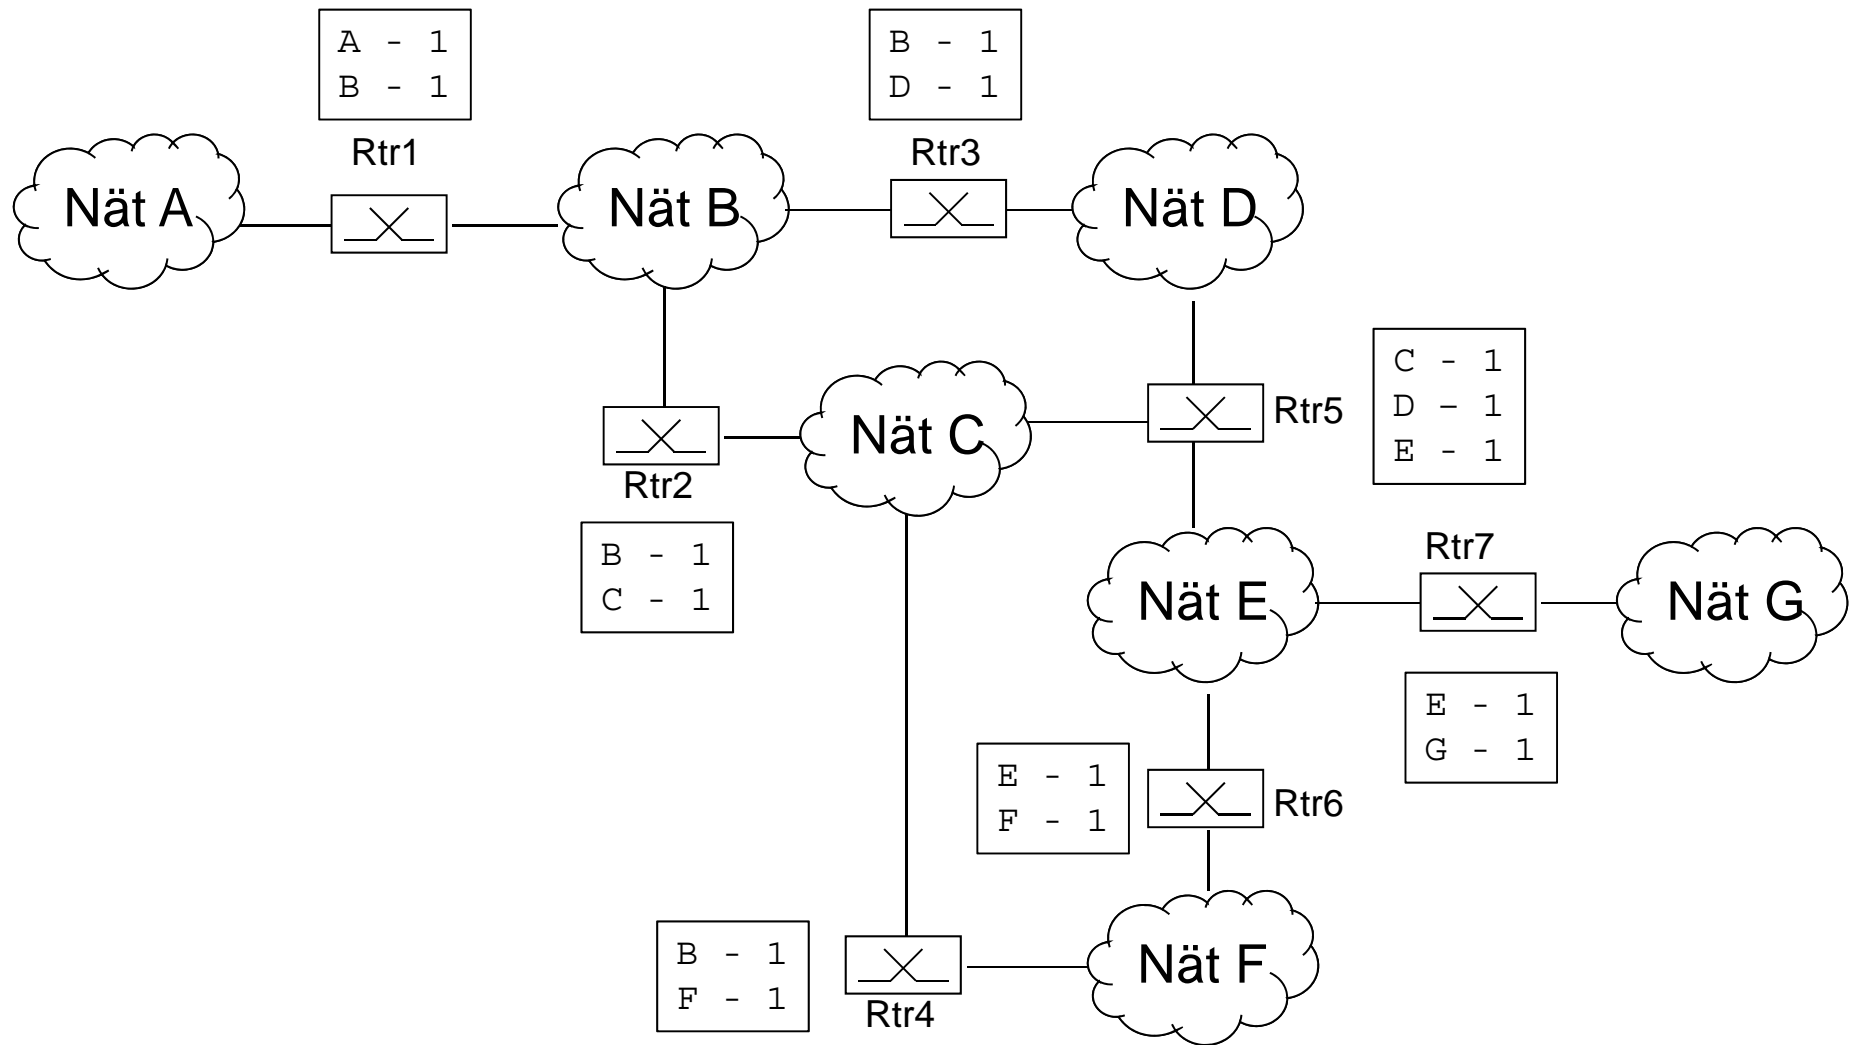 A - 1
B - 1
Rtr1
B - 1
D - 1
Rtr3
Nät A
Nät B
Nät D
C - 1
D - 1
E - 1
Rtr5
Nät C
Rtr2
B - 1
C - 1
Nät E
Rtr7
Nät G
E - 1
G - 1
E - 1
F - 1
Rtr6
B - 1
F - 1
Rtr4
Nät F